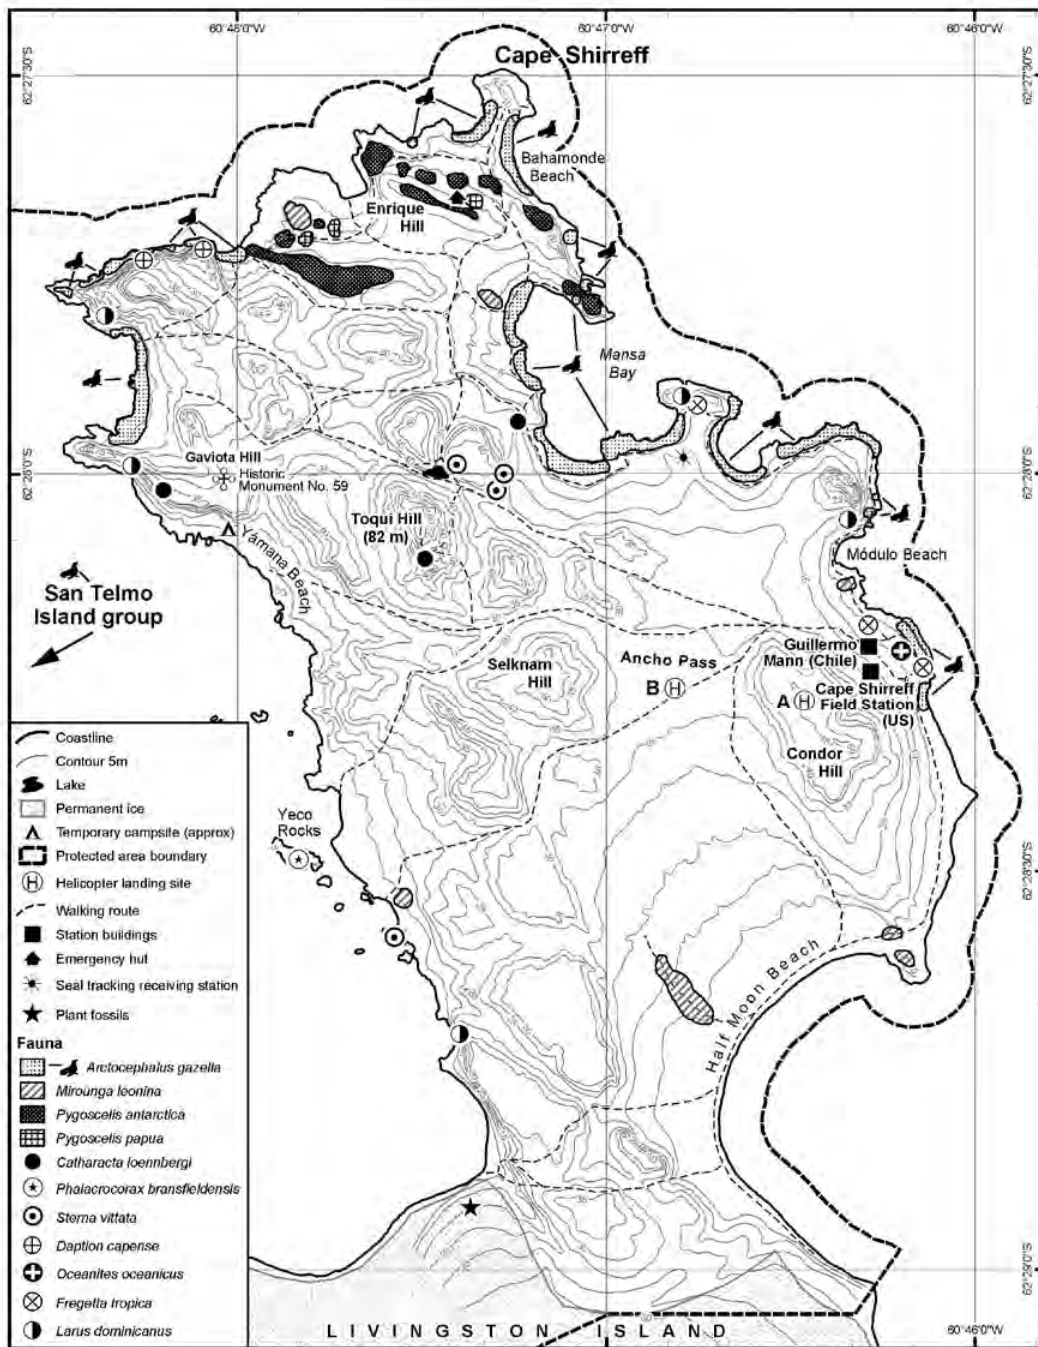 60°48'W
60°47'W
60°46'W
Cape Shirreff
62°27'30"S
62°27'30"S
Bahamonde
Beach
Enrique
Hill
Mansa
Bay
Gaviota Hill
Historic
Monument No. 59
62°28'0"S
62°28'0"S
Toqui Hill
(82 m)
Yámana Beach
Módulo Beach
San Telmo
Island group
Guillermo
Mann (Chile)
Ancho Pass
Selknam
Hill
B H
A H
Cape Shirreff
Field Station
(US)
Condor
Hill
Yeco
Rocks
62°28'30"S
Half Moon Beach
Coastline
Contour 5m
Lake
Permanent ice
Temporary campsite (approx)
Protected area boundary
H Helicopter landing site
Walking route
Station buildings
Emergency hut
Seal tracking receiving station
Plant fossils
Fauna
Arctocephalus gazella
Mirounga leonina
Pygoscelis antarctica
Pygoscelis papua
Catharacta loennbergi
Phalacrocorax bransfieldensis
Sterna vittata
Daption capense
Oceanites oceanicus
Fregetta tropica
Larus dominicanus
62°29'0"S
60°46'0"W
LIVINGSTON ISLAND